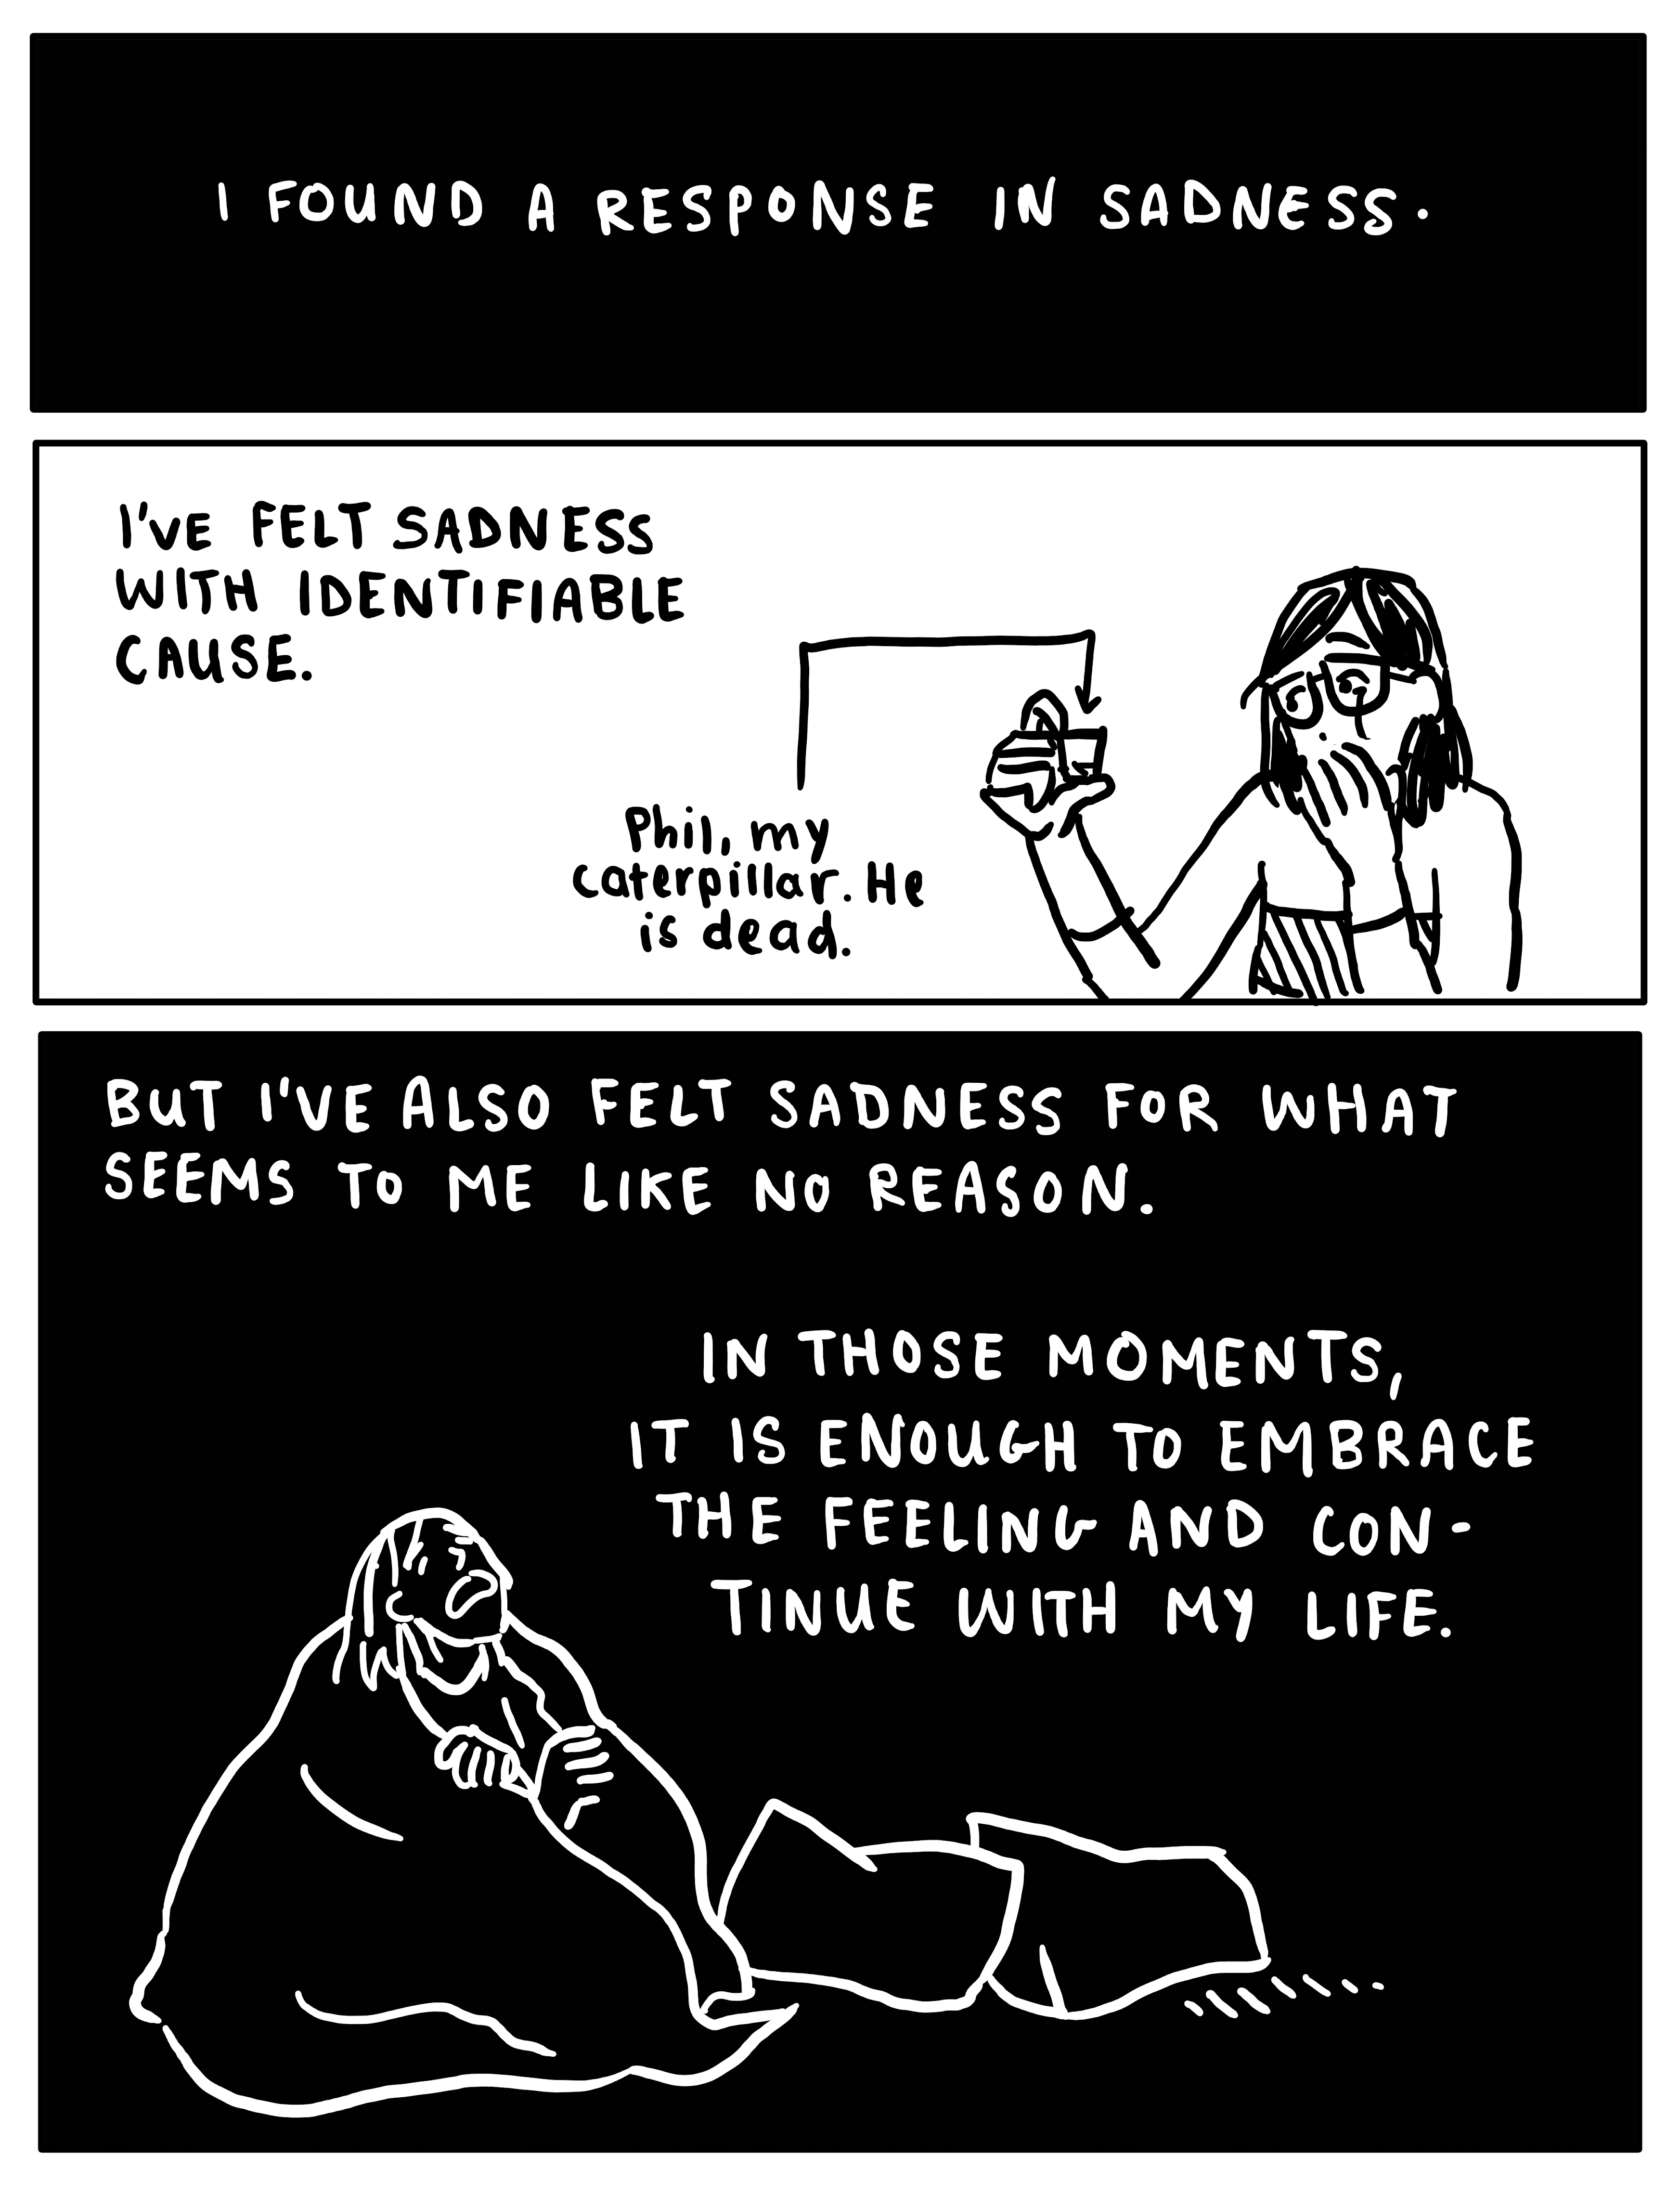 I FOUND A RESPONSE IN SADNESS.
I'VE FELT SADNESS
WITH IDENTIFIABLE
CAUSE.
Phil, my
caterpillar. He
is dead.
BUT I'VE ALSO FELT SADNESS FOR WHAT
SEEMS TO ME LIKE NO REASON.
IN THOSE MOMENTS,
IT IS ENOUGH TO EMBRACE
THE FEELING AND CON-
TINUE WITH MY LIFE.